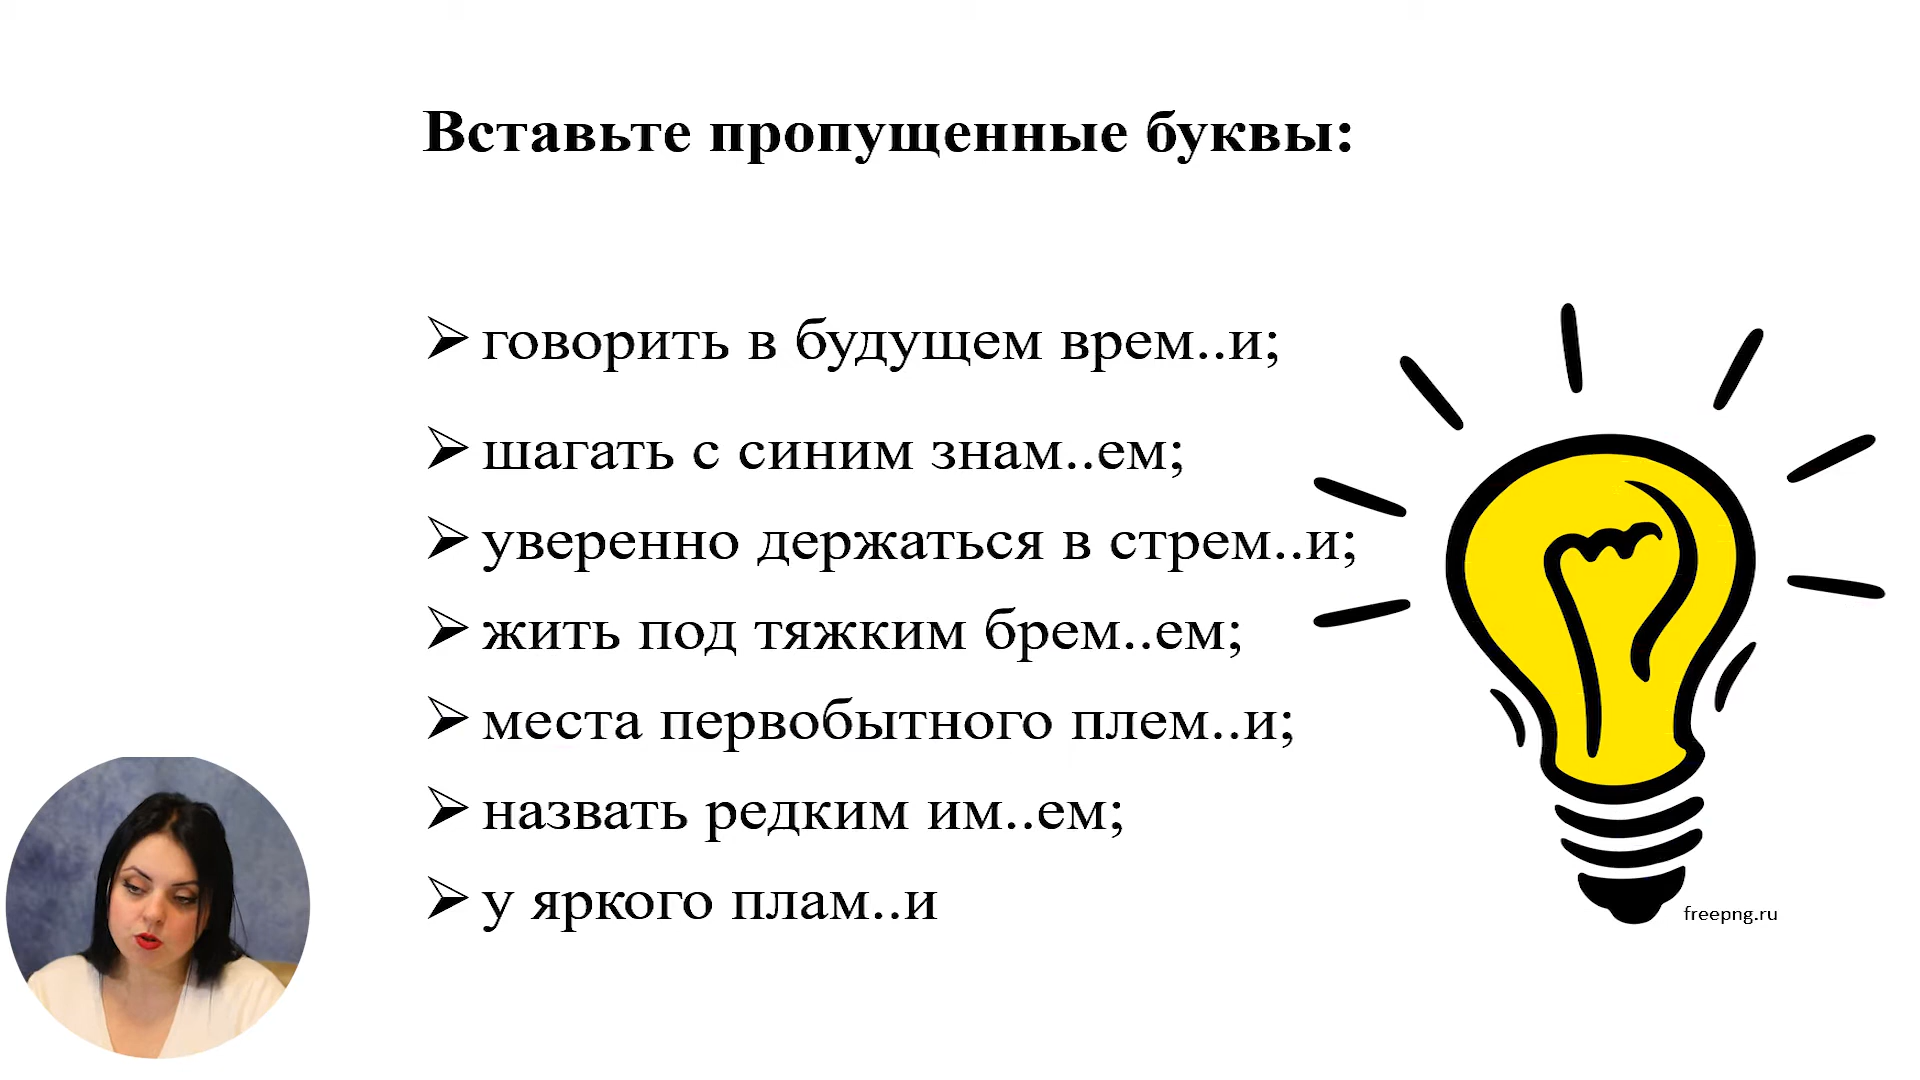 Вставьте пропущенные буквы:
говорить в будущем врем..и;
шагать с синим знам..ем;
уверенно держаться в стрем..и;
жить под тяжким брем..ем;
места первобытного плем..и;
назвать редким им..ем;
у яркого плам..и
freepng.ru